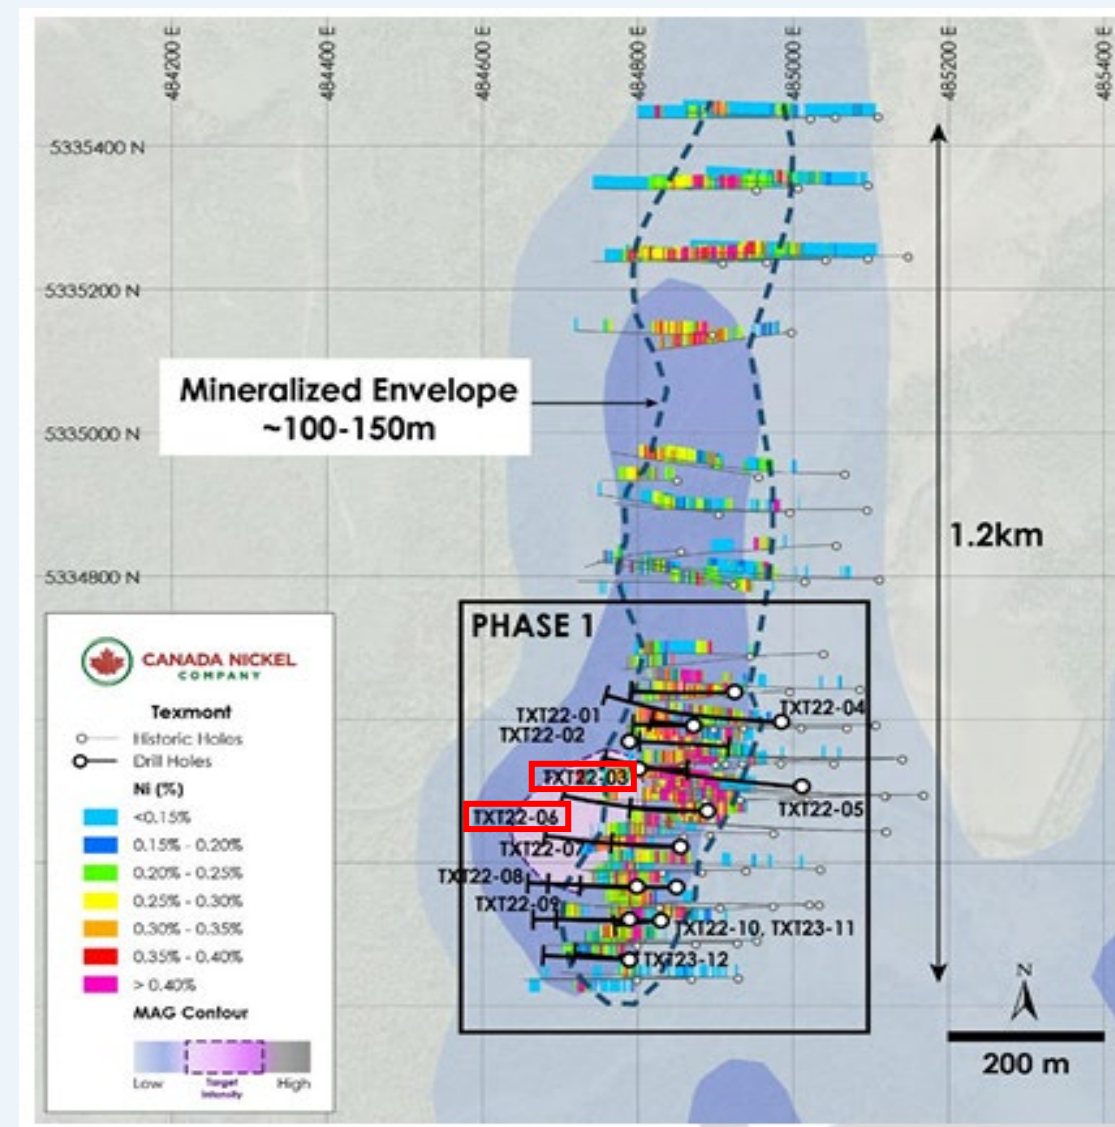 484200 E
484400 E
484600 E
484800 E
485000 E
485200 E
485400 E
5335400 N
5335200 N
Mineralized Envelope
~100-150m
5335000 N
1.2km
5334800 N
PHASE 1
CANADA NICKEL
COMPANY
Texmont
Historic Holes
Drill Holes
Ni (%)
<0.15%
0.15% - 0.20%
0.20% - 0.25%
0.25% - 0.30%
0.30% - 0.35%
0.35% - 0.40%
> 0.40%
MAG Contour
Low
Target
Intensity
High
TXT22-01
TXT22-04
TXT22-02
TXT22-03
TXT22-05
TXT22-06
TXT22-07
TXT22-08
TXT22-09
TXT22-10, TXT23-11
TXT23-12
N
200 m